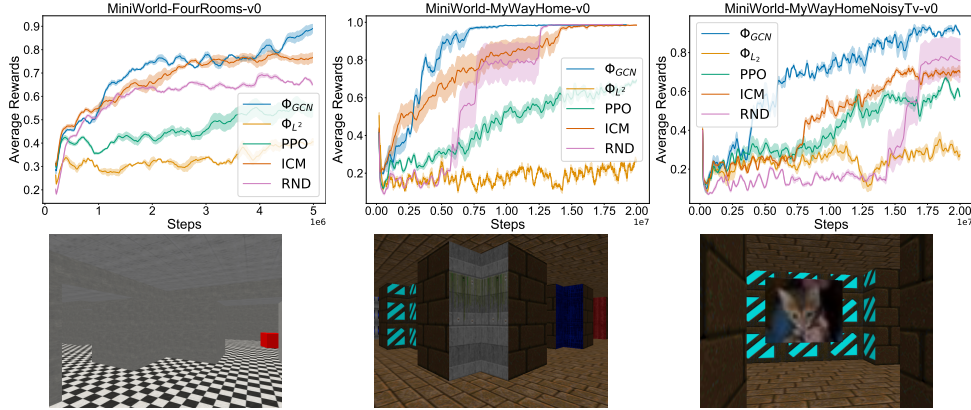 MiniWorld-FourRooms-v0
Average Rewards
0.9
0.8
0.7
0.6
0.5
0.4
0.3
0.2
Φ_GCN
Φ_L²
PPO
ICM
RND
0 1 2 3 4 5
1e6
Steps
MiniWorld-MyWayHome-v0
Average Rewards
1.0
0.8
0.6
0.4
0.2
Φ_GCN
Φ_L²
PPO
ICM
RND
0.00 0.25 0.50 0.75 1.00 1.25 1.50 1.75 2.00
1e7
Steps
MiniWorld-MyWayHomeNoisyTv-v0
Average Rewards
0.8
0.6
0.4
0.2
Φ_GCN
Φ_L₂
PPO
ICM
RND
0.00 0.25 0.50 0.75 1.00 1.25 1.50 1.75 2.00
1e7
Steps